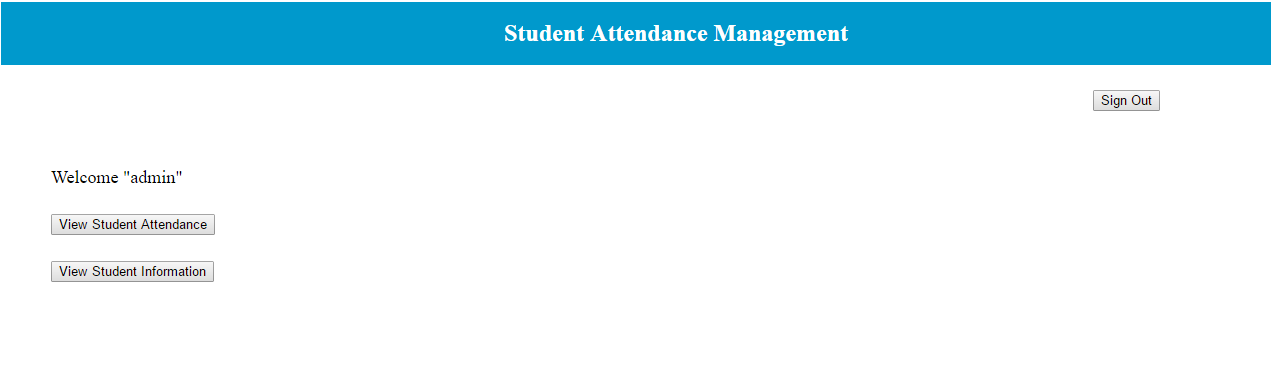 Student Attendance Management
Sign Out
Welcome "admin"
View Student Attendance
View Student Information